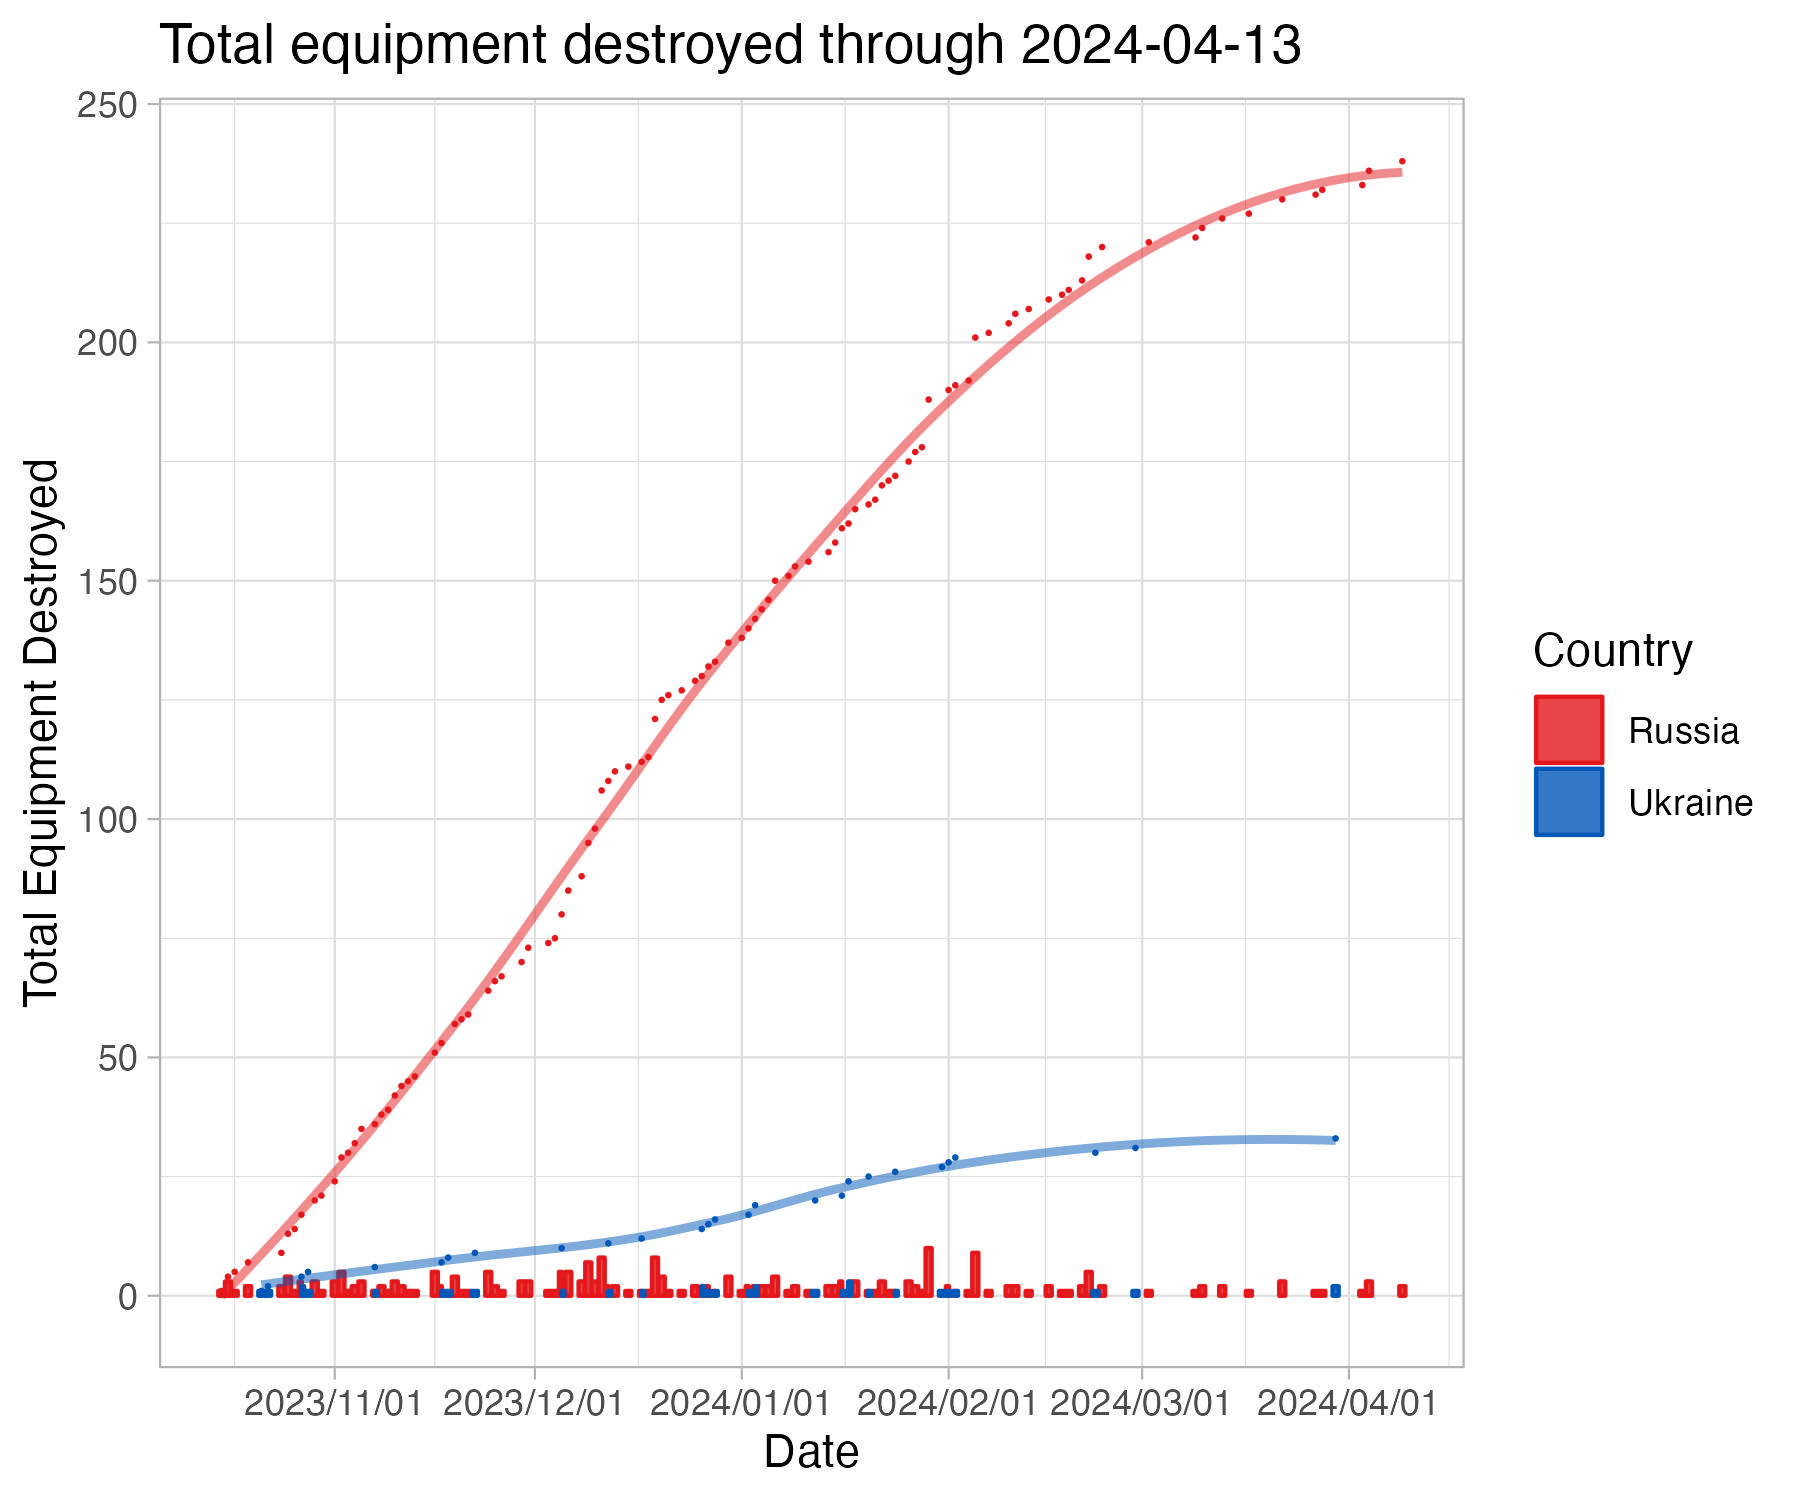 Total equipment destroyed through 2024-04-13
250
200
150
100
50
0
Total Equipment Destroyed
2023/11/01
2023/12/01
2024/01/01
2024/02/01
2024/03/01
2024/04/01
Date
Country
Russia
Ukraine